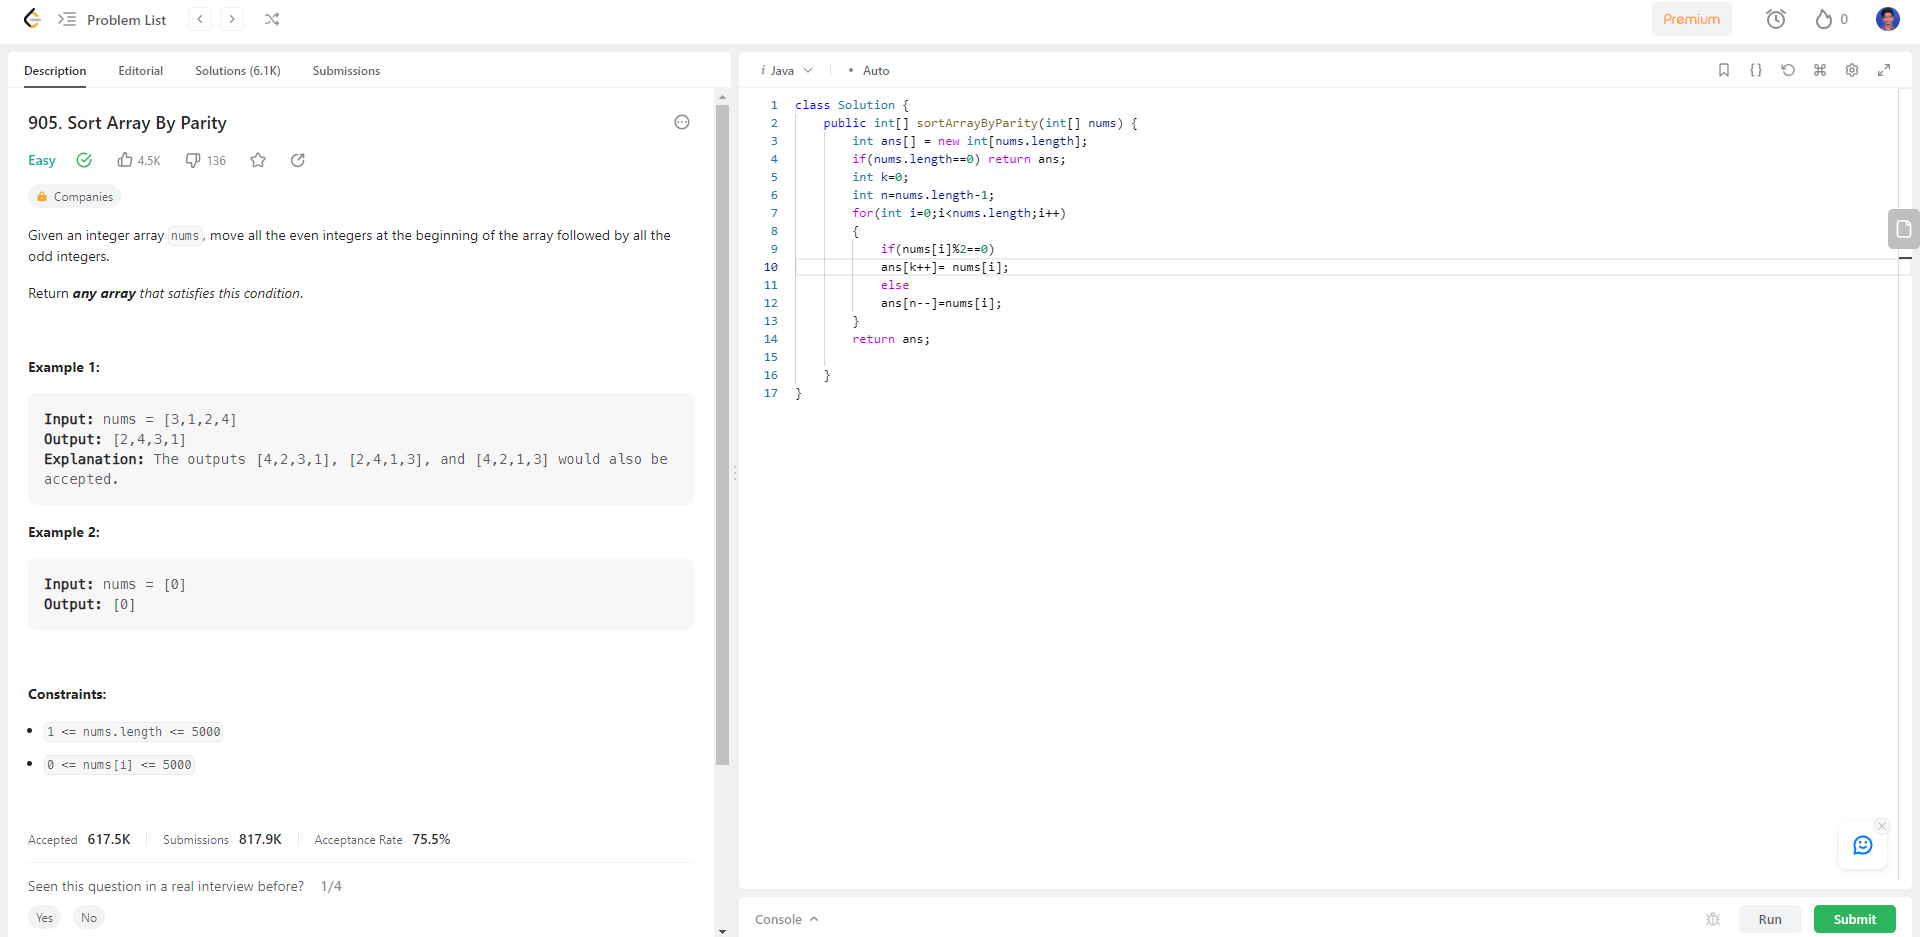 Problem List
Premium
0
Description Editorial Solutions (6.1K) Submissions
905. Sort Array By Parity
Easy 4.5K 136
Companies
Given an integer array nums, move all the even integers at the beginning of the array followed by all the
odd integers.
Return any array that satisfies this condition.
Example 1:
Input: nums = [3,1,2,4]
Output: [2,4,3,1]
Explanation: The outputs [4,2,3,1], [2,4,1,3], and [4,2,1,3] would also be
accepted.
Example 2:
Input: nums = [0]
Output: [0]
Constraints:
• 1 <= nums.length <= 5000
• 0 <= nums[i] <= 5000
Accepted 617.5K Submissions 817.9K Acceptance Rate 75.5%
Seen this question in a real interview before? 1/4
Yes No
i Java • Auto
1 class Solution {
2 public int[] sortArrayByParity(int[] nums) {
3 int ans[] = new int[nums.length];
4 if(nums.length==0) return ans;
5 int k=0;
6 int n=nums.length-1;
7 for(int i=0;i<nums.length;i++)
8 {
9 if(nums[i]%2==0)
10 ans[k++]= nums[i];
11 else
12 ans[n--]=nums[i];
13 }
14 return ans;
15
16 }
17 }
Console
Run Submit